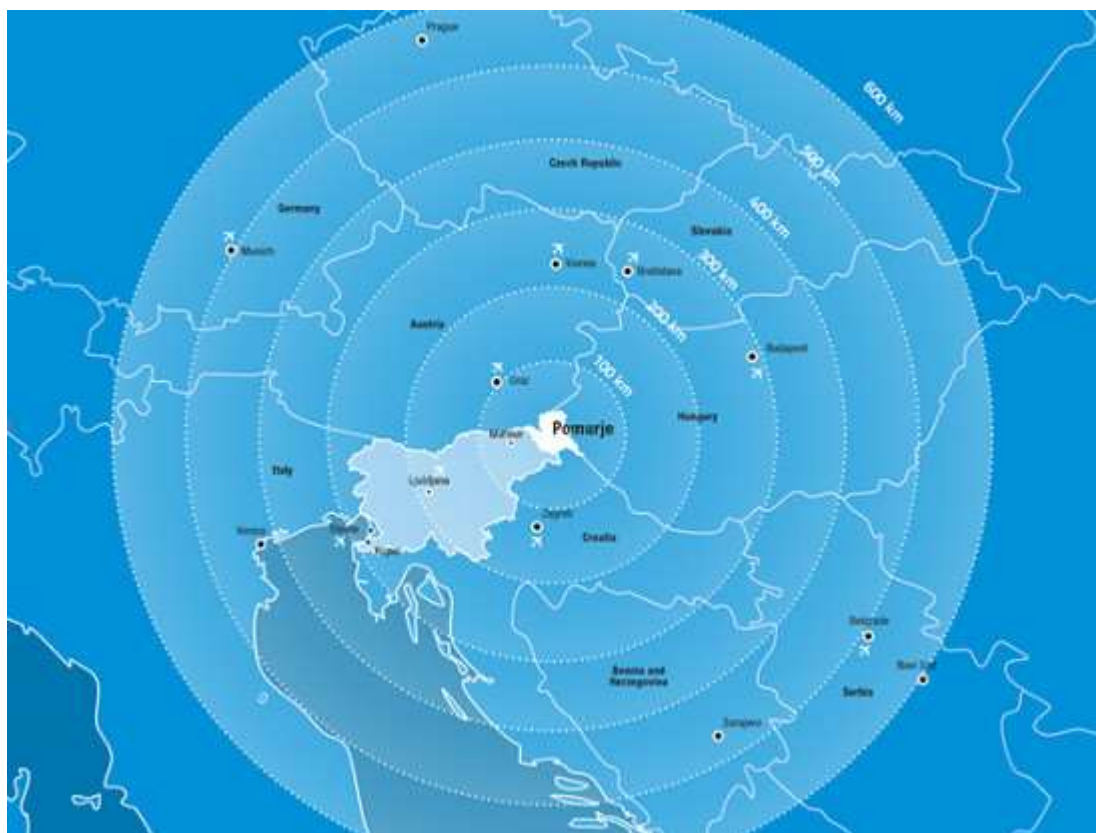 Prague
600 km
500 km
Czech Republic
400 km
Germany
Slovakia
Munich
Vienna
Bratislava
300 km
200 km
Austria
Budapest
100 km
Graz
Hungary
Pomurje
Maribor
Italy
Ljubljana
Zagreb
Venice
Croatia
Koper
Belgrade
Bosnia and
Herzegovina
Novi Sad
Serbia
Sarajevo